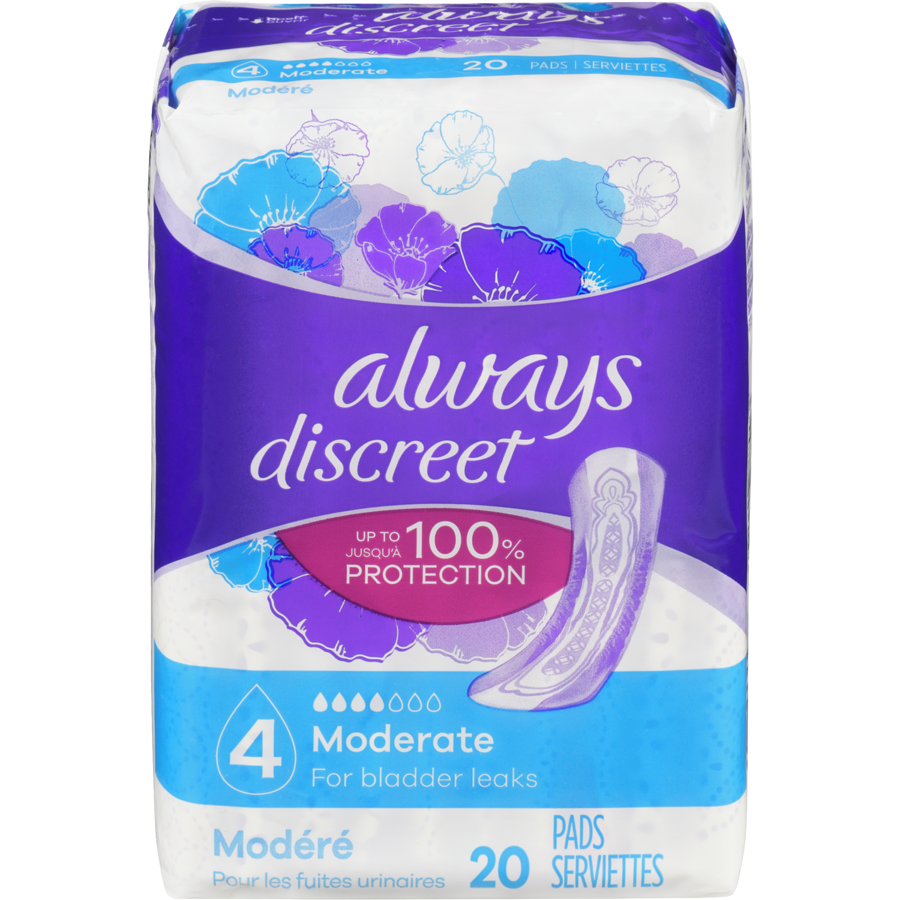 always
discreet
4 Moderate
Modéré
20 PADS | SERVIETTES
always
discreet
UP TO
JUSQU'À
100%
PROTECTION
4
Moderate
For bladder leaks
Modéré
Pour les fuites urinaires
20
PADS
SERVIETTES